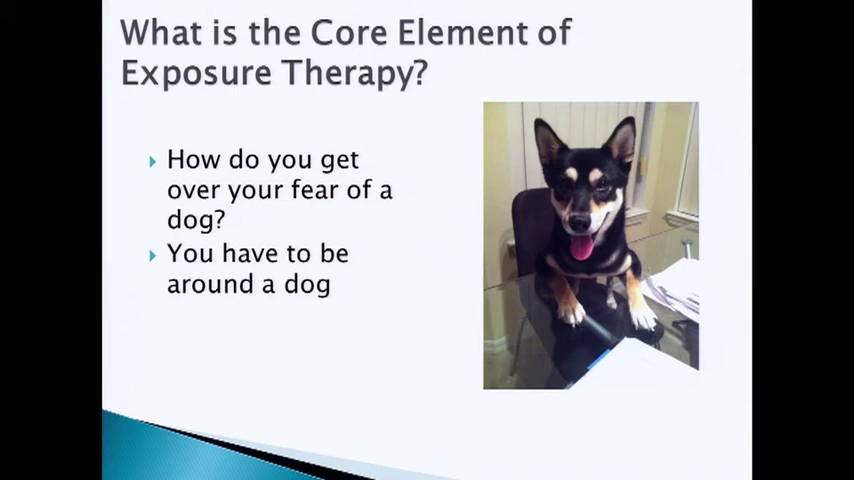 What is the Core Element of
Exposure Therapy?
How do you get
over your fear of a
dog?
You have to be
around a dog